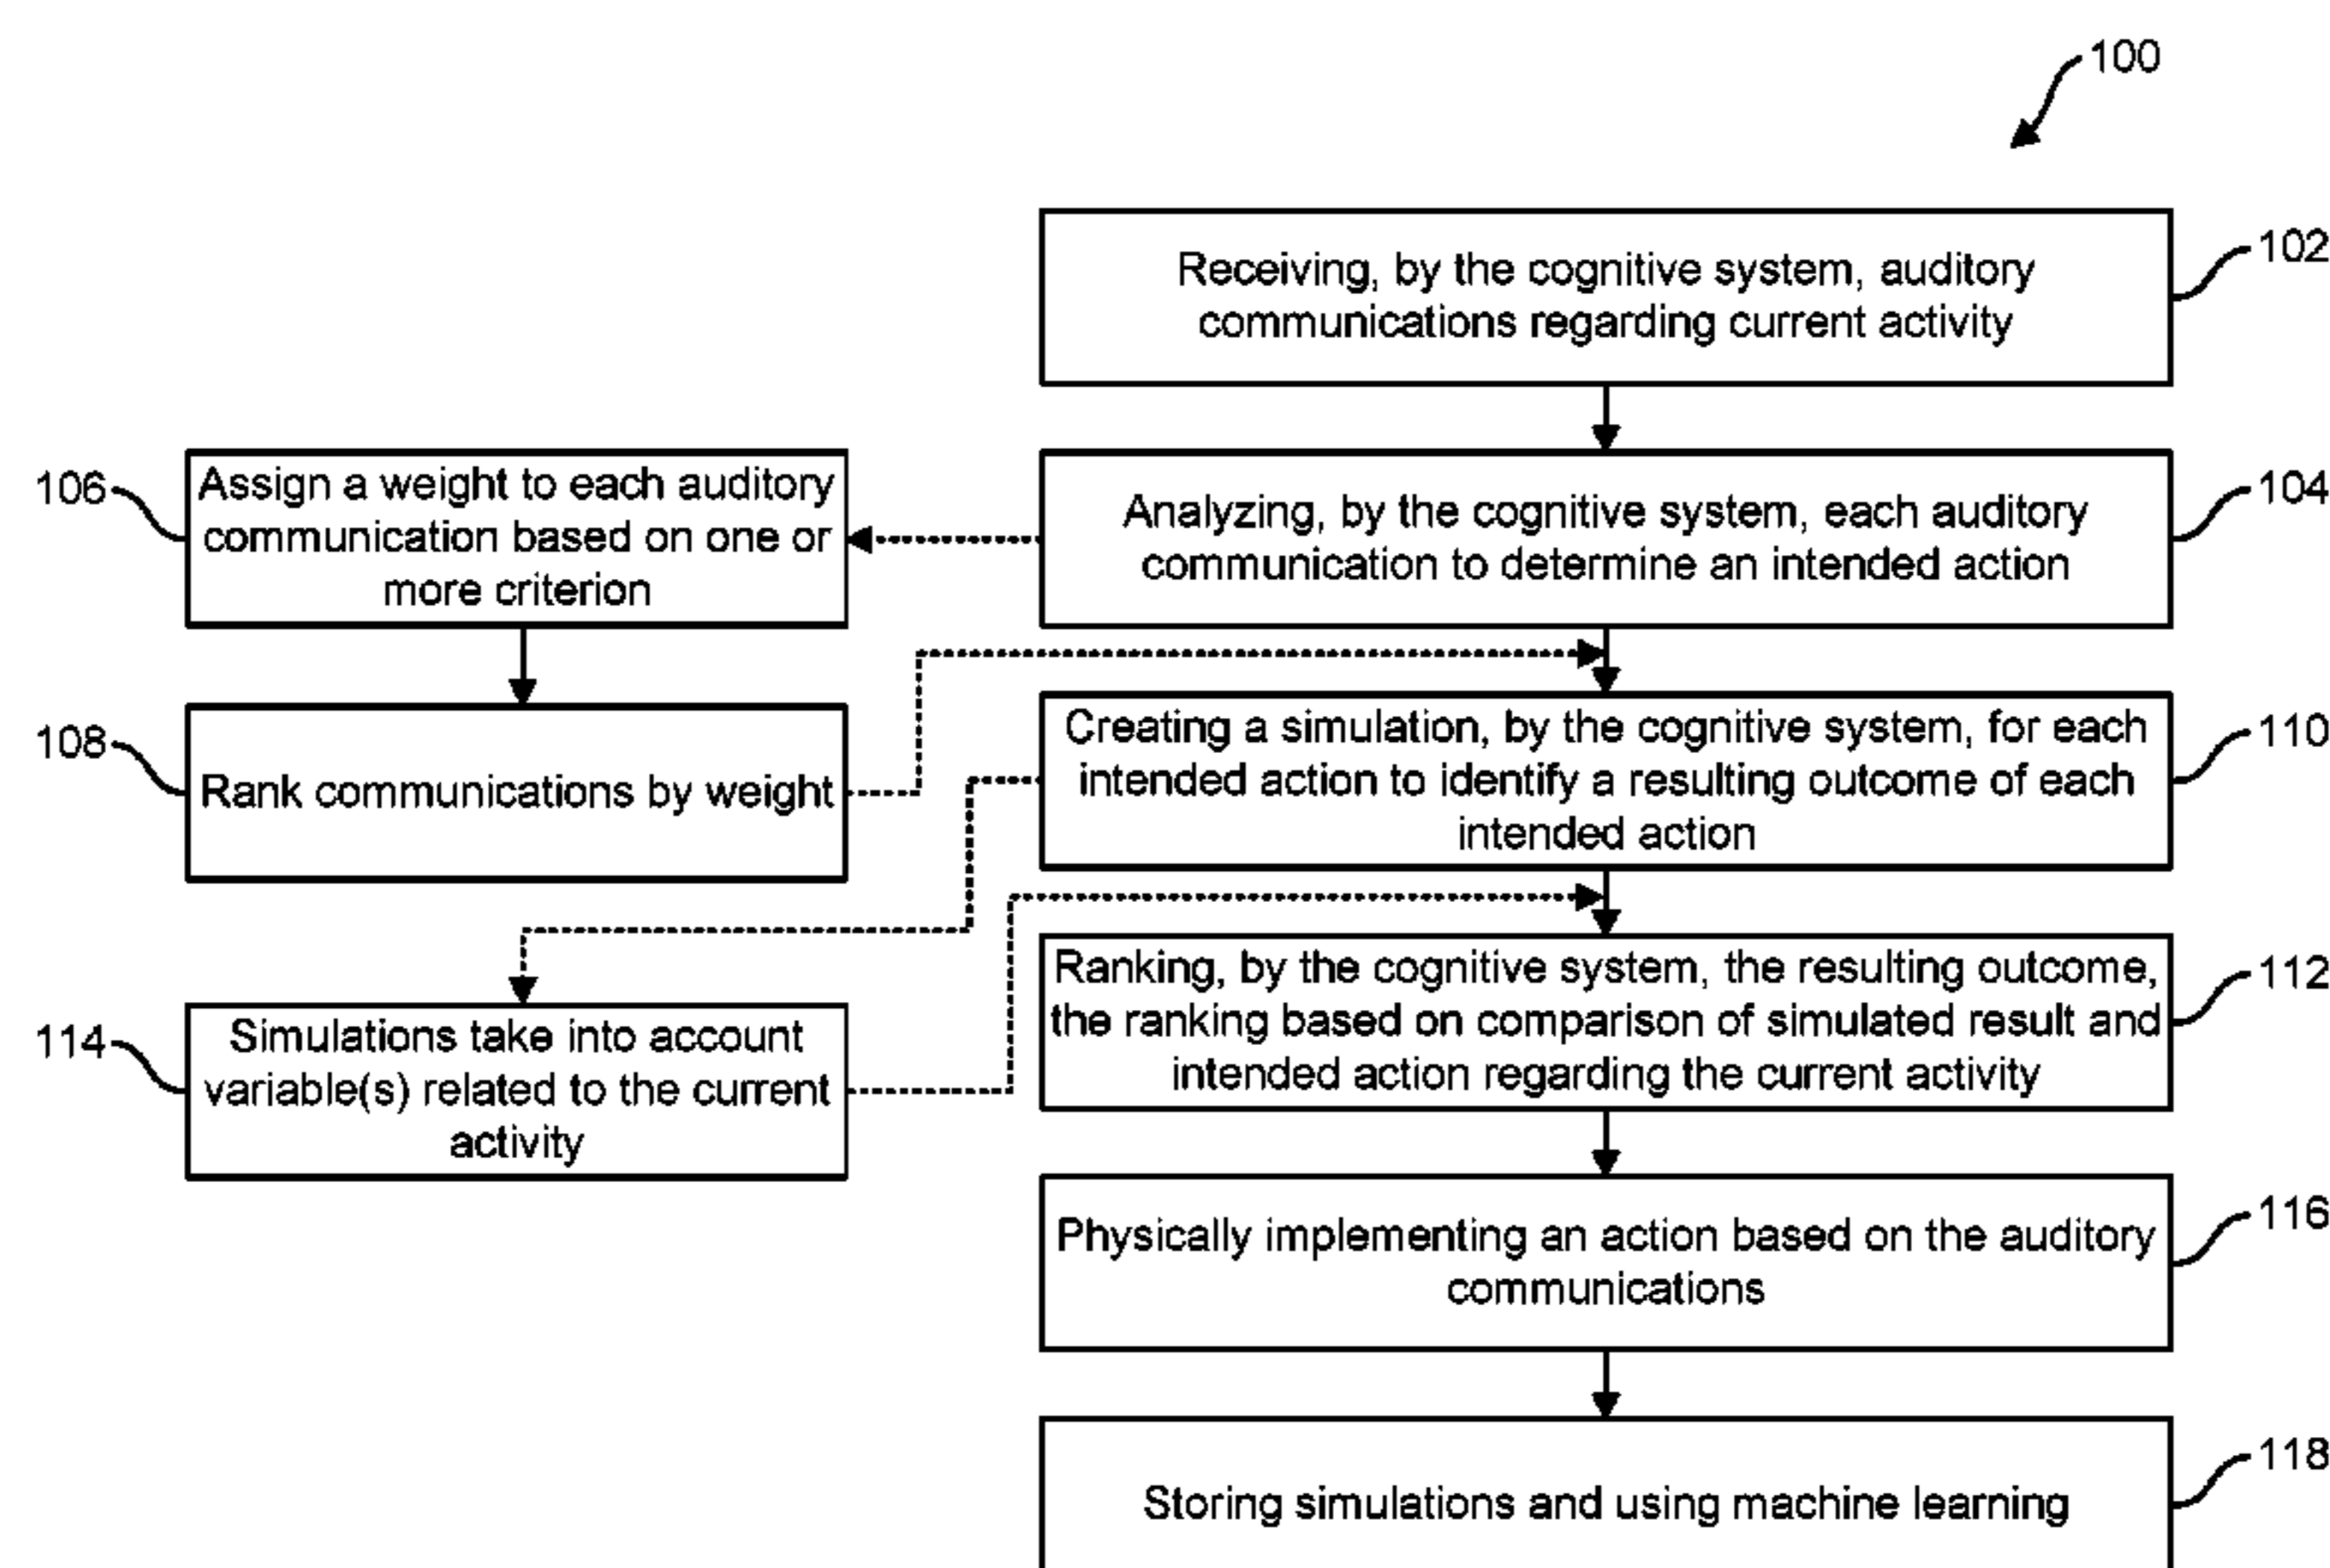 100
Receiving, by the cognitive system, auditory
communications regarding current activity
102
106
Assign a weight to each auditory
communication based on one or
more criterion
Analyzing, by the cognitive system, each auditory
communication to determine an intended action
104
108
Rank communications by weight
Creating a simulation, by the cognitive system, for each
intended action to identify a resulting outcome of each
intended action
110
Ranking, by the cognitive system, the resulting outcome,
the ranking based on comparison of simulated result and
intended action regarding the current activity
112
114
Simulations take into account
variable(s) related to the current
activity
Physically implementing an action based on the auditory
communications
116
Storing simulations and using machine learning
118